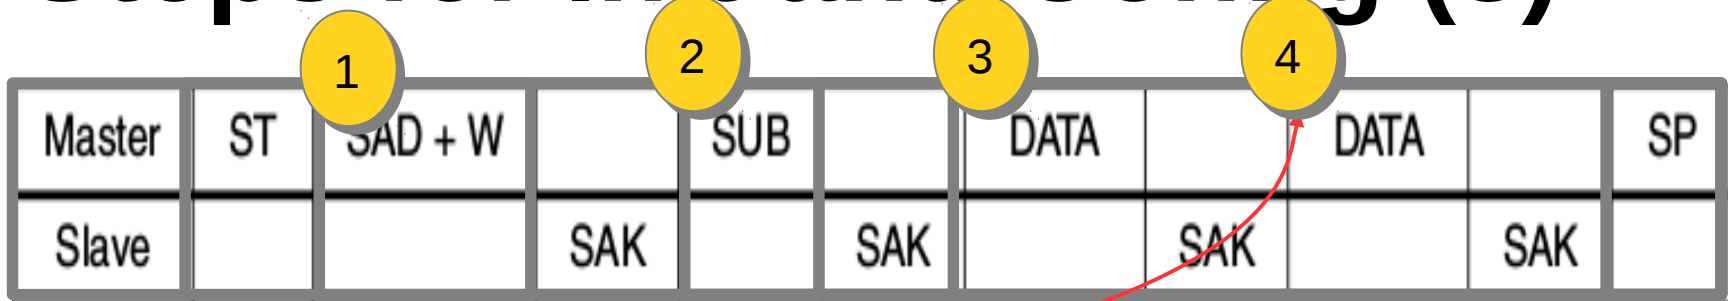 1 2 3 4
Master ST SAD + W SUB DATA DATA SP
Slave SAK SAK SAK SAK